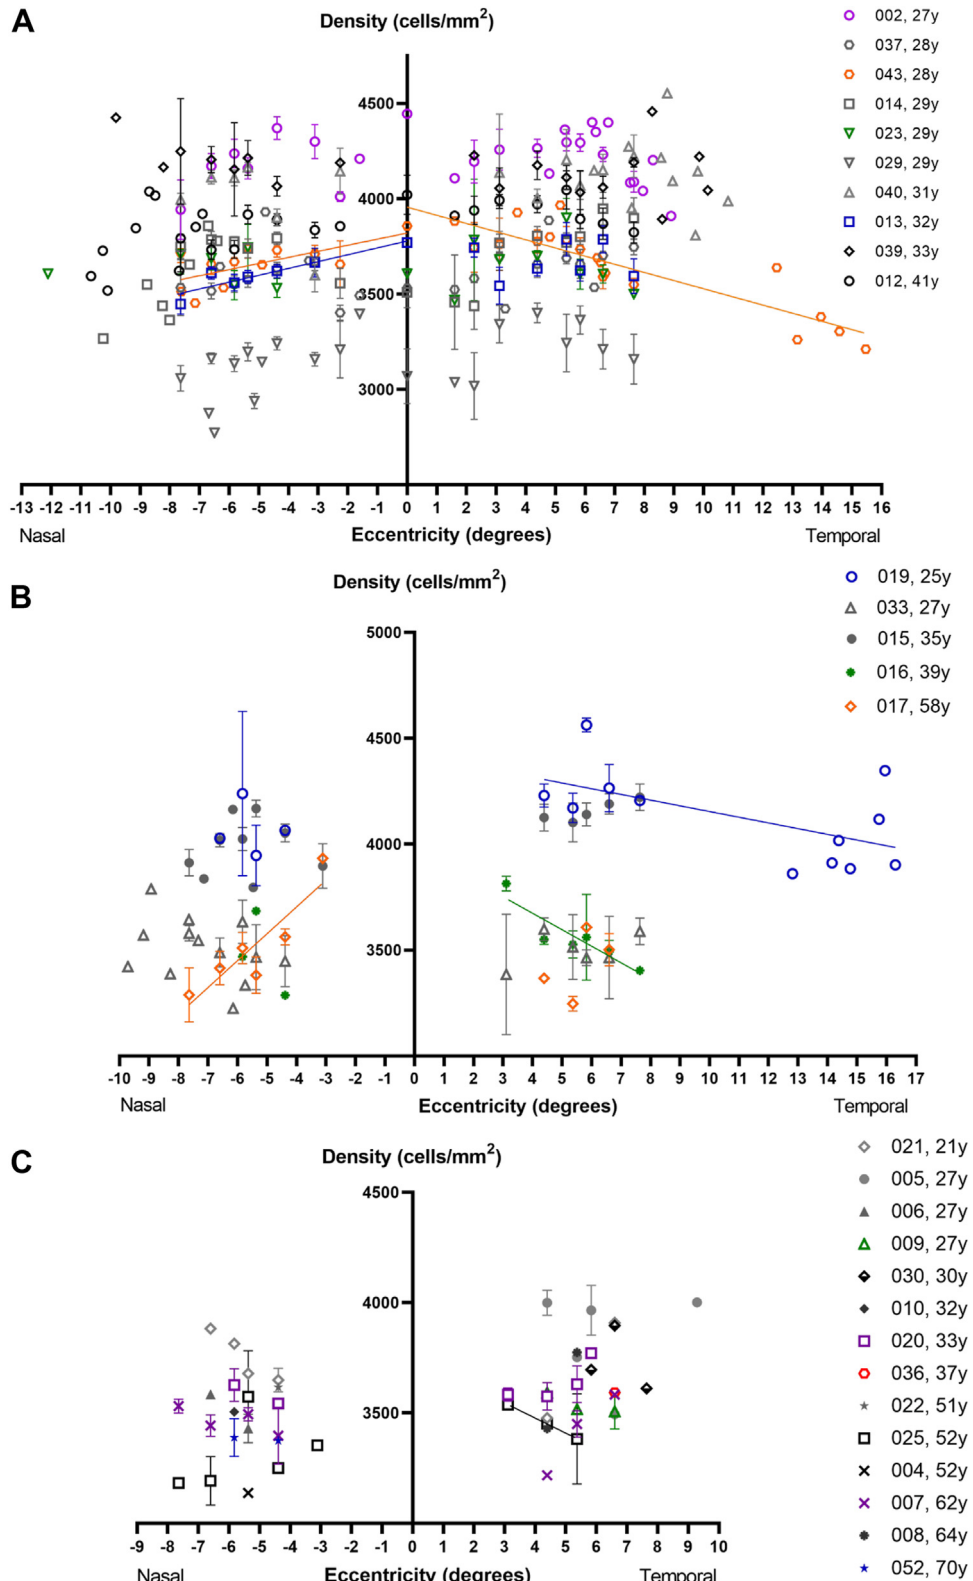 A
Density (cells/mm²)
002, 27y
037, 28y
043, 28y
014, 29y
023, 29y
029, 29y
040, 31y
013, 32y
039, 33y
012, 41y
4500
4000
3500
3000
-13 -12 -11 -10 -9 -8 -7 -6 -5 -4 -3 -2 -1 0 1 2 3 4 5 6 7 8 9 10 11 12 13 14 15 16
Nasal Eccentricity (degrees) Temporal
B
Density (cells/mm²)
019, 25y
033, 27y
015, 35y
016, 39y
017, 58y
5000
4500
4000
3500
-10 -9 -8 -7 -6 -5 -4 -3 -2 -1 0 1 2 3 4 5 6 7 8 9 10 11 12 13 14 15 16 17
Nasal Eccentricity (degrees) Temporal
C
Density (cells/mm²)
021, 21y
005, 27y
006, 27y
009, 27y
030, 30y
010, 32y
020, 33y
036, 37y
022, 51y
025, 52y
004, 52y
007, 62y
008, 64y
052, 70y
4500
4000
3500
-9 -8 -7 -6 -5 -4 -3 -2 -1 0 1 2 3 4 5 6 7 8 9 10
Nasal Eccentricity (degrees) Temporal